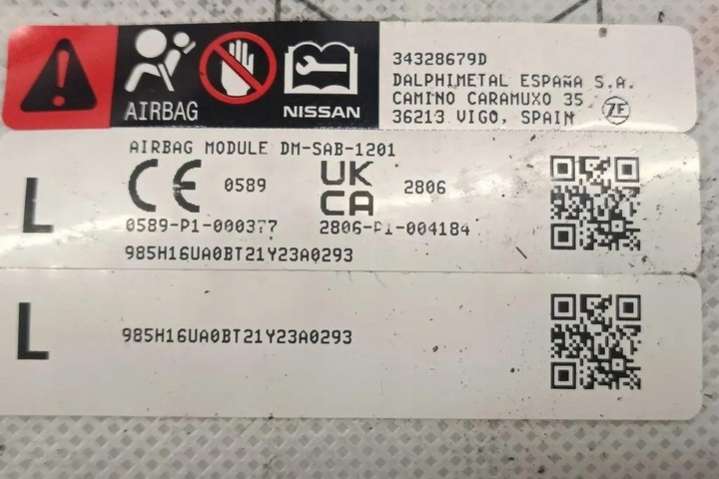 AIRBAG
NISSAN
34328679D
DALPHIMETAL ESPAÑA S.A.
CAMINO CARAMUXO 35
36213 VIGO, SPAIN
ZF
AIRBAG MODULE DM-SAB-1201
L
CE 0589
UK
CA
2806
0589-P1-000377
2806-P1-004184
985H16UA0BT21Y23A0293
L
985H16UA0BT21Y23A0293